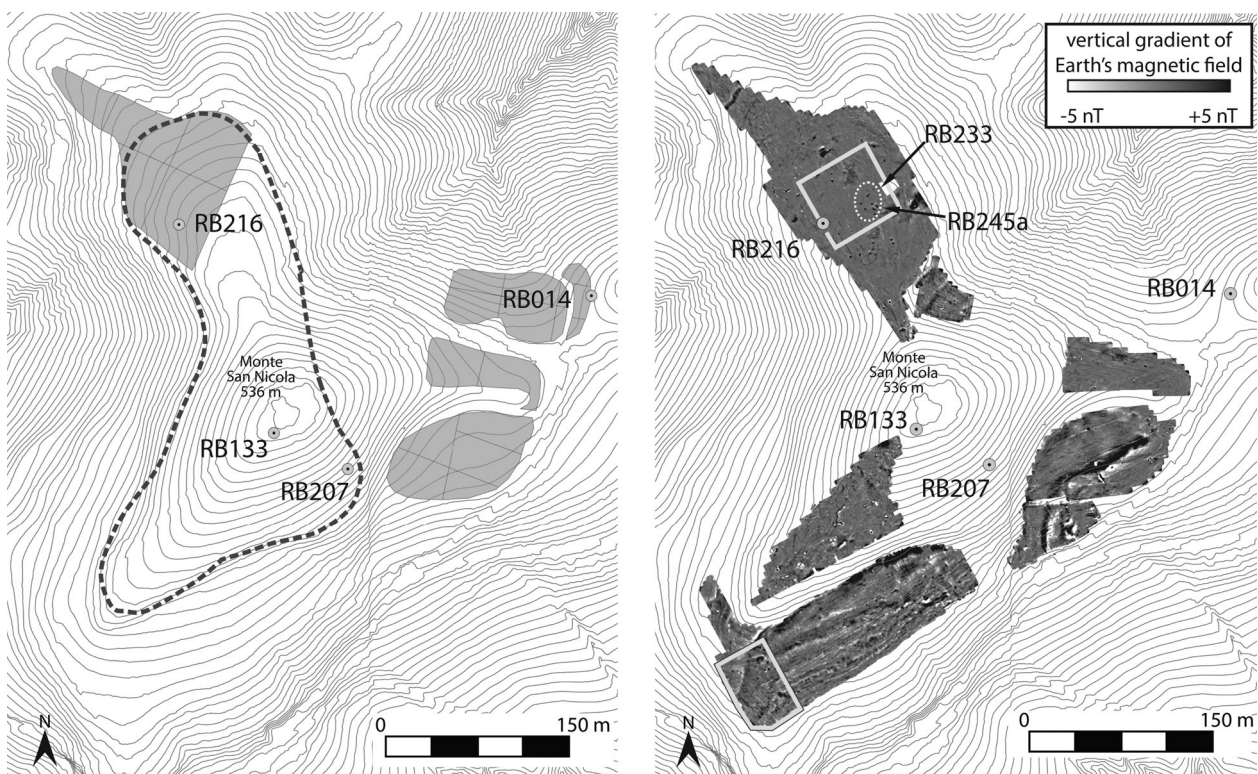 RB216
RB014
Monte
San Nicola
536 m
RB133
RB207
N
0
150 m
vertical gradient of
Earth's magnetic field
-5 nT
+5 nT
RB233
RB245a
RB216
RB014
Monte
San Nicola
536 m
RB133
RB207
N
0
150 m